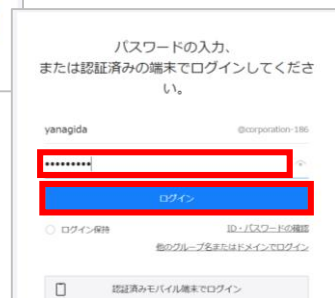 パスワードの入力、
または認証済みの端末でログインしてくださ
い。
yanagida @corporation-186
•••••••••
ログイン
ログイン保持 ID・パスワードの確認
他のグループ名またはドメインでログイン
認証済みモバイル端末でログイン